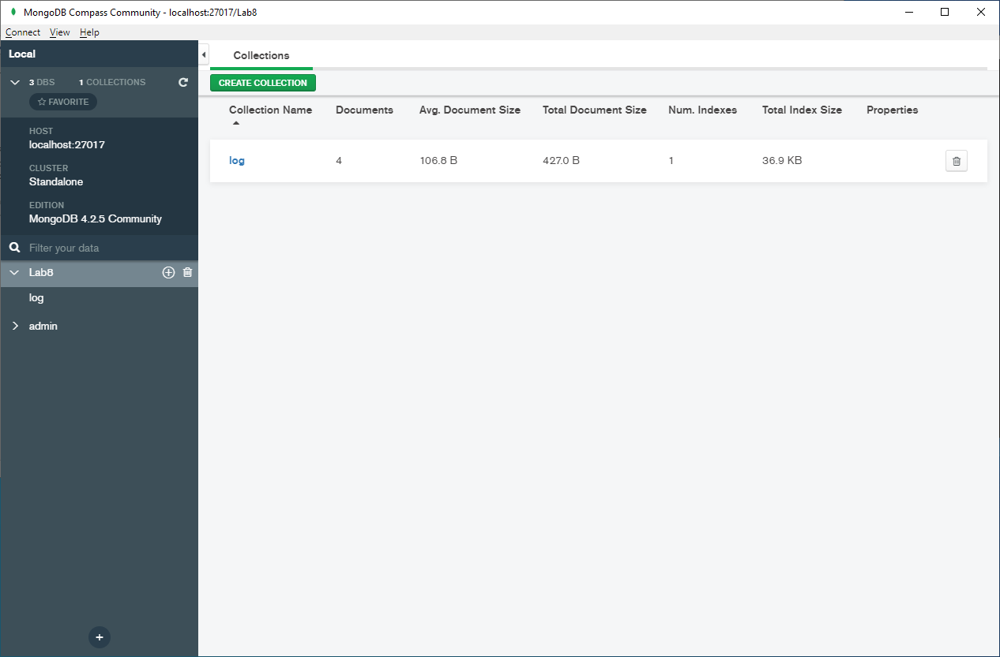 MongoDB Compass Community - localhost:27017/Lab8
Connect View Help
Local
3 DBS 1 COLLECTIONS
FAVORITE
HOST
localhost:27017
CLUSTER
Standalone
EDITION
MongoDB 4.2.5 Community
Filter your data
Lab8
log
admin
Collections
CREATE COLLECTION
Collection Name Documents Avg. Document Size Total Document Size Num. Indexes Total Index Size Properties
log 4 106.8 B 427.0 B 1 36.9 KB